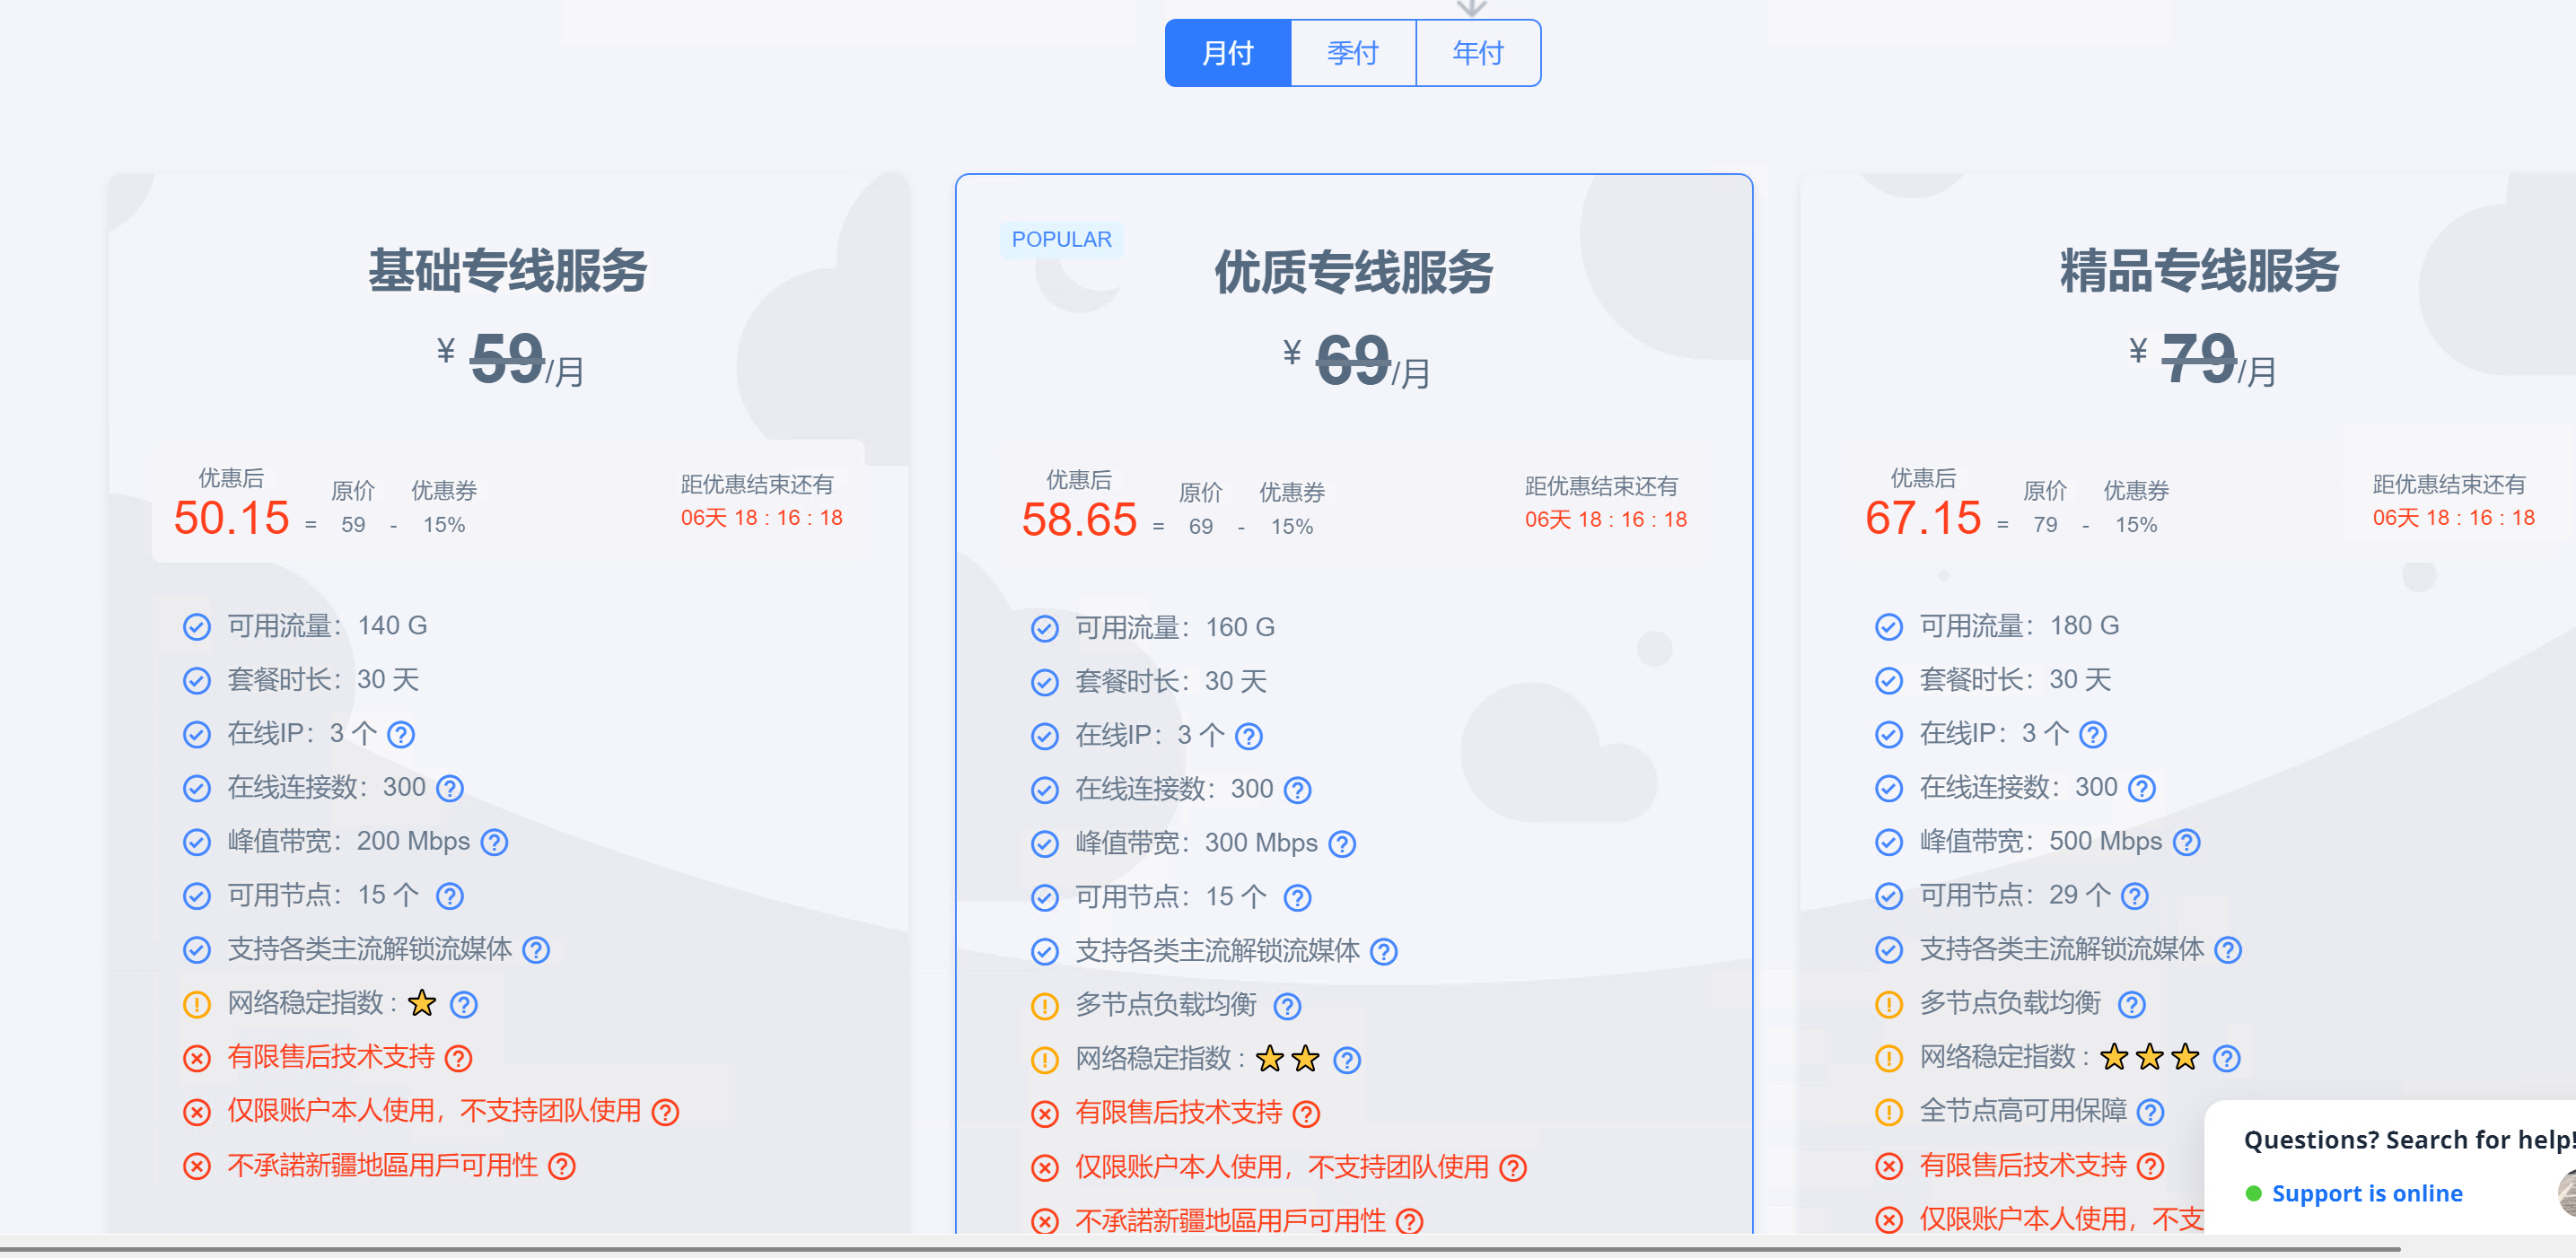 月付 季付 年付
基础专线服务
¥ 59/月
优惠后 原价 优惠券
50.15 = 59 - 15%
距优惠结束还有
06天 18 : 16 : 18
可用流量：140 G
套餐时长：30 天
在线IP：3 个
在线连接数：300
峰值带宽：200 Mbps
可用节点：15 个
支持各类主流解锁流媒体
网络稳定指数 :
有限售后技术支持
仅限账户本人使用，不支持团队使用
不承諾新疆地區用戶可用性
POPULAR
优质专线服务
¥ 69/月
优惠后 原价 优惠券
58.65 = 69 - 15%
距优惠结束还有
06天 18 : 16 : 18
可用流量：160 G
套餐时长：30 天
在线IP：3 个
在线连接数：300
峰值带宽：300 Mbps
可用节点：15 个
支持各类主流解锁流媒体
多节点负载均衡
网络稳定指数 :
有限售后技术支持
仅限账户本人使用，不支持团队使用
不承諾新疆地區用戶可用性
精品专线服务
¥ 79/月
优惠后 原价 优惠券
67.15 = 79 - 15%
距优惠结束还有
06天 18 : 16 : 18
可用流量：180 G
套餐时长：30 天
在线IP：3 个
在线连接数：300
峰值带宽：500 Mbps
可用节点：29 个
支持各类主流解锁流媒体
多节点负载均衡
网络稳定指数 :
全节点高可用保障
有限售后技术支持
仅限账户本人使用，不支
Questions? Search for help!
Support is online